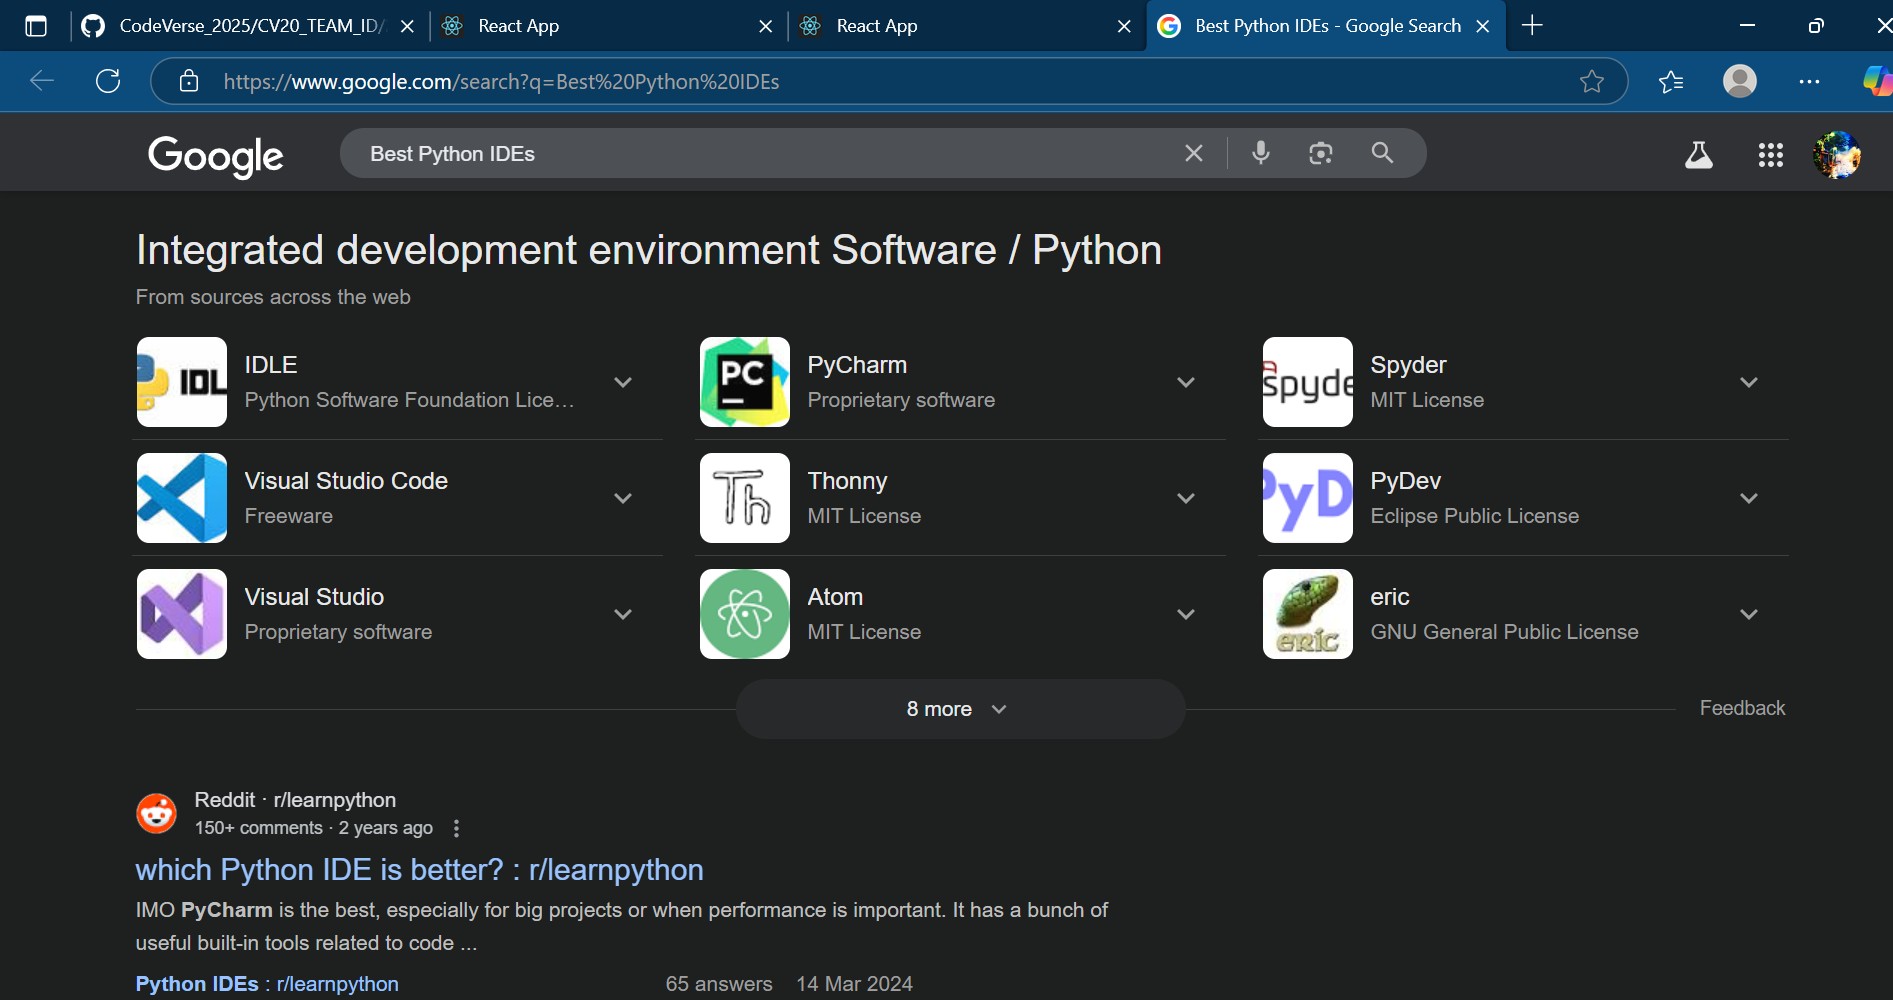 CodeVerse_2025/CV20_TEAM_ID/
React App
React App
Best Python IDEs - Google Search
https://www.google.com/search?q=Best%20Python%20IDEs
Google
Best Python IDEs
Integrated development environment Software / Python
From sources across the web
IDL
IDLE
Python Software Foundation Lice...
PC
PyCharm
Proprietary software
spyde
Spyder
MIT License
Visual Studio Code
Freeware
Th
Thonny
MIT License
PyD
PyDev
Eclipse Public License
Visual Studio
Proprietary software
Atom
MIT License
eric
eric
GNU General Public License
8 more
Feedback
Reddit · r/learnpython
150+ comments · 2 years ago
which Python IDE is better? : r/learnpython
IMO PyCharm is the best, especially for big projects or when performance is important. It has a bunch of
useful built-in tools related to code ...
Python IDEs : r/learnpython 65 answers 14 Mar 2024